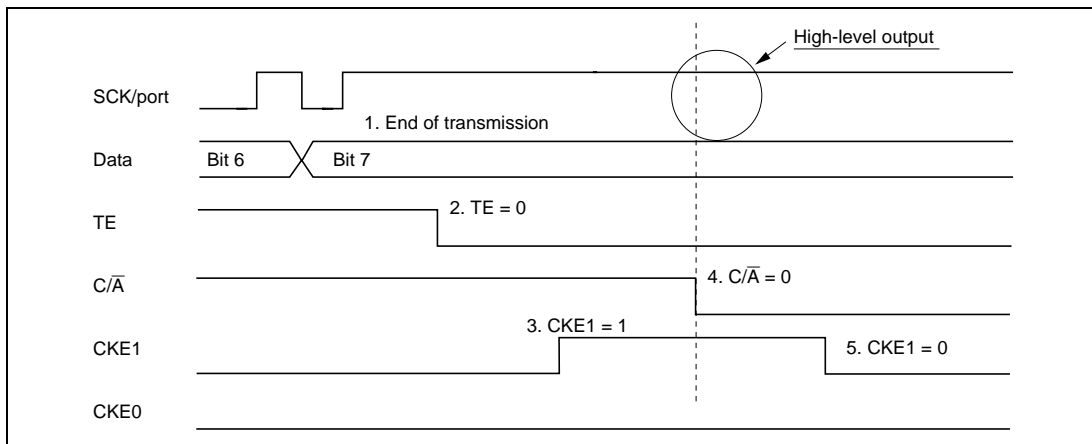 High-level output
SCK/port
1. End of transmission
Data
Bit 6
Bit 7
TE
2. TE = 0
C/A̅
4. C/A̅ = 0
3. CKE1 = 1
CKE1
5. CKE1 = 0
CKE0